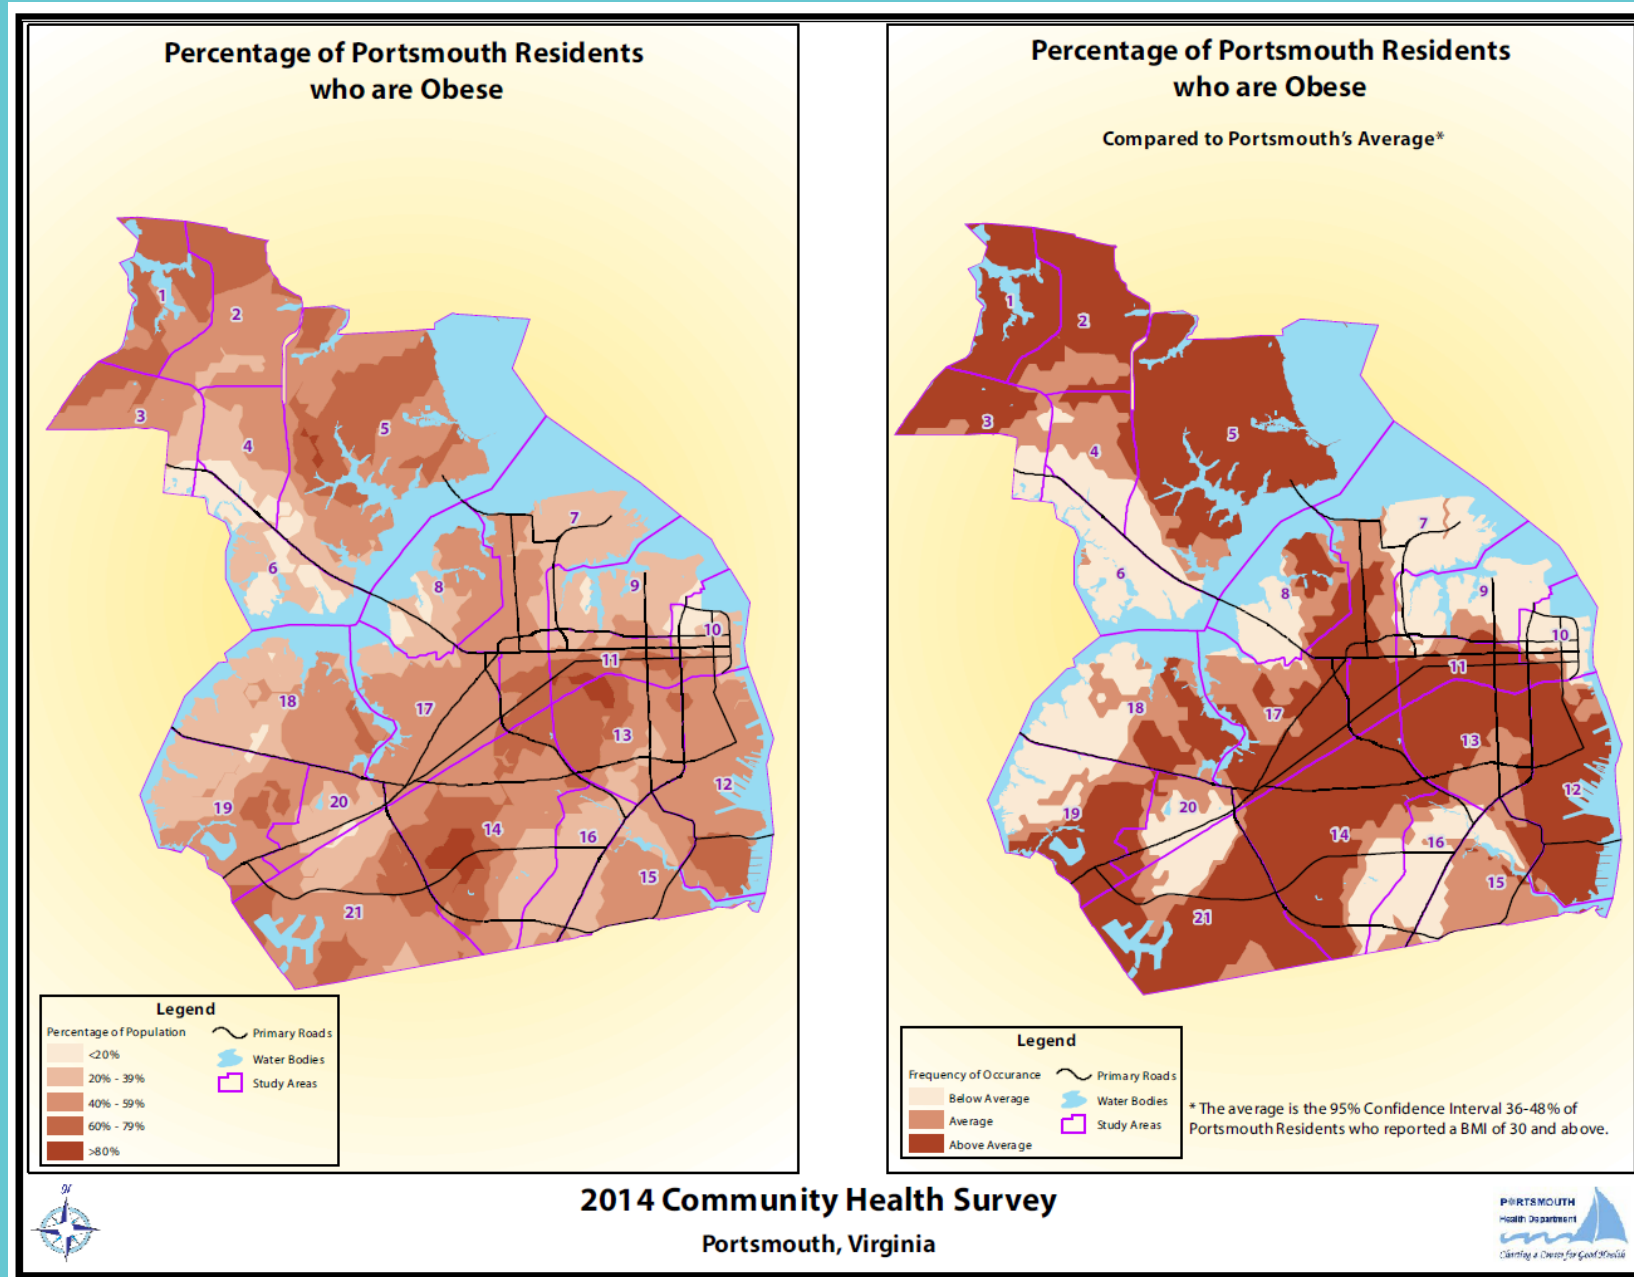 Percentage of Portsmouth Residents
who are Obese
1
2
3
4
5
6
7
8
9
10
11
12
13
14
15
16
17
18
19
20
21
Legend
Percentage of Population
<20%
20% - 39%
40% - 59%
60% - 79%
>80%
Primary Roads
Water Bodies
Study Areas
Percentage of Portsmouth Residents
who are Obese
Compared to Portsmouth's Average*
1
2
3
4
5
6
7
8
9
10
11
12
13
14
15
16
17
18
19
20
21
Legend
Frequency of Occurance
Below Average
Average
Above Average
Primary Roads
Water Bodies
Study Areas
* The average is the 95% Confidence Interval 36-48% of
Portsmouth Residents who reported a BMI of 30 and above.
N
2014 Community Health Survey
Portsmouth, Virginia
PORTSMOUTH
Health Department
Charting a Course for Good Health